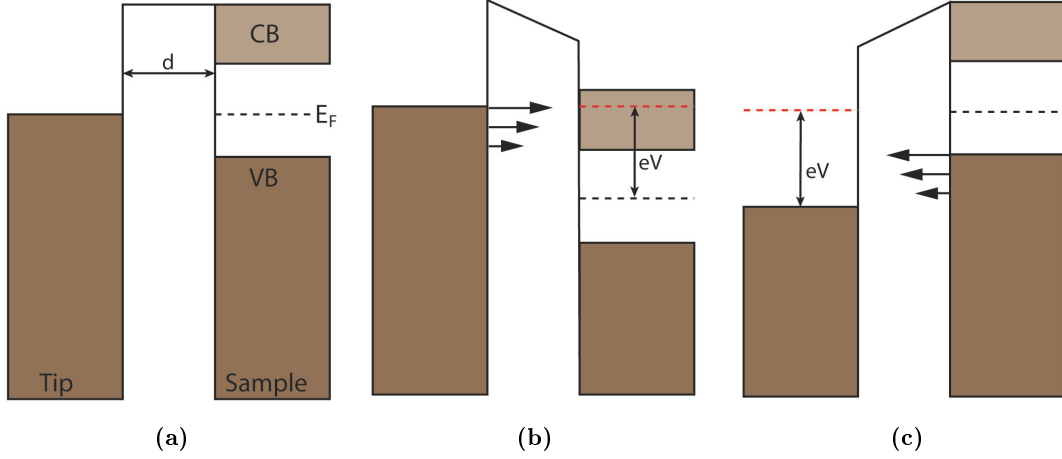 CB
d
E_F
VB
Tip
Sample
(a)
eV
(b)
eV
(c)